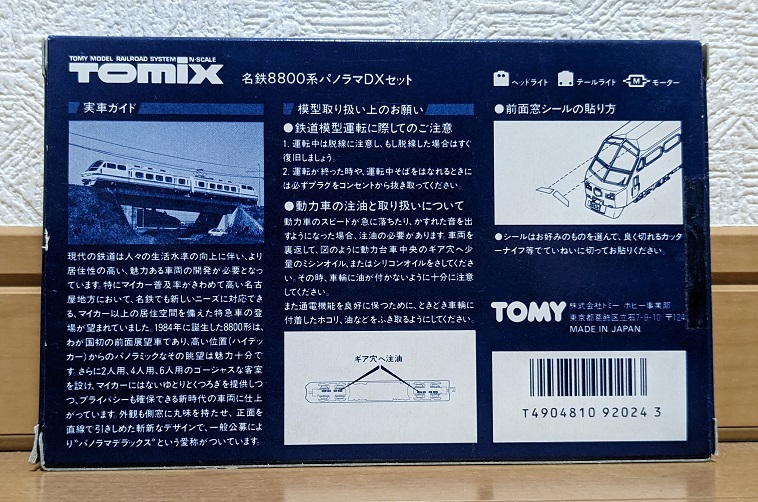 TOMY MODEL RAILROAD SYSTEM N-SCALE
TOMIX
名鉄8800系パノラマDXセット
ヘッドライト
テールライト
M
モーター
実車ガイド
現代の鉄道は人々の生活水準の向上に伴い、より
居住性の高い、魅力ある車両の開発が必要となっ
ています。特にマイカー普及率がきわめて高い名古
屋地方において、名鉄でも新しいニーズに対応でき
る、マイカー以上の居住空間を備えた特急車の登
場が望まれていました。1984年に誕生した8800形は、
わが国初の前面展望車であり、高い位置(ハイデッ
カー)からのパノラミックなその眺望は魅力十分で
す。さらに2人用、4人用、6人用のゴージャスな客室
を設け、マイカーにはないゆとりとくつろぎを提供しつ
つ、プライバシーも確保できる新時代の車両に仕上
がっています。外観も側窓に丸味を持たせ、正面を
直線で引きしめた斬新なデザインで、一般公募によ
り"パノラマデラックス"という愛称がついています。
模型取り扱い上のお願い
●鉄道模型運転に際してのご注意
1. 運転中は脱線に注意し、もし脱線した場合はすぐ
復旧しましょう。
2. 運転が終った時や、運転中そばをはなれるときに
は必ずプラグをコンセントから抜き取ってください。
●動力車の注油と取り扱いについて
動力車のスピードが急に落ちたり、かすれた音を出
すようになった場合、注油の必要があります。車両を
裏返して、図のように動力台車中央のギア穴へ少
量のミシンオイル、またはシリコンオイルをさしてくださ
い。その時、車輪に油が付かないように十分に注意
してください。
また通電機能を良好に保つために、ときどき車輪に
付着したホコリ、油などをふき取るようにしてください。
ギア穴へ注油
●前面窓シールの貼り方
●シールはお好みのものを選んで、良く切れるカッタ
ーナイフ等でていねいに切ってお貼りください。
TOMY
株式会社トミー ホビー事業部
東京都葛飾区立石7-9-10 〒124
MADE IN JAPAN
T4904810 92024 3